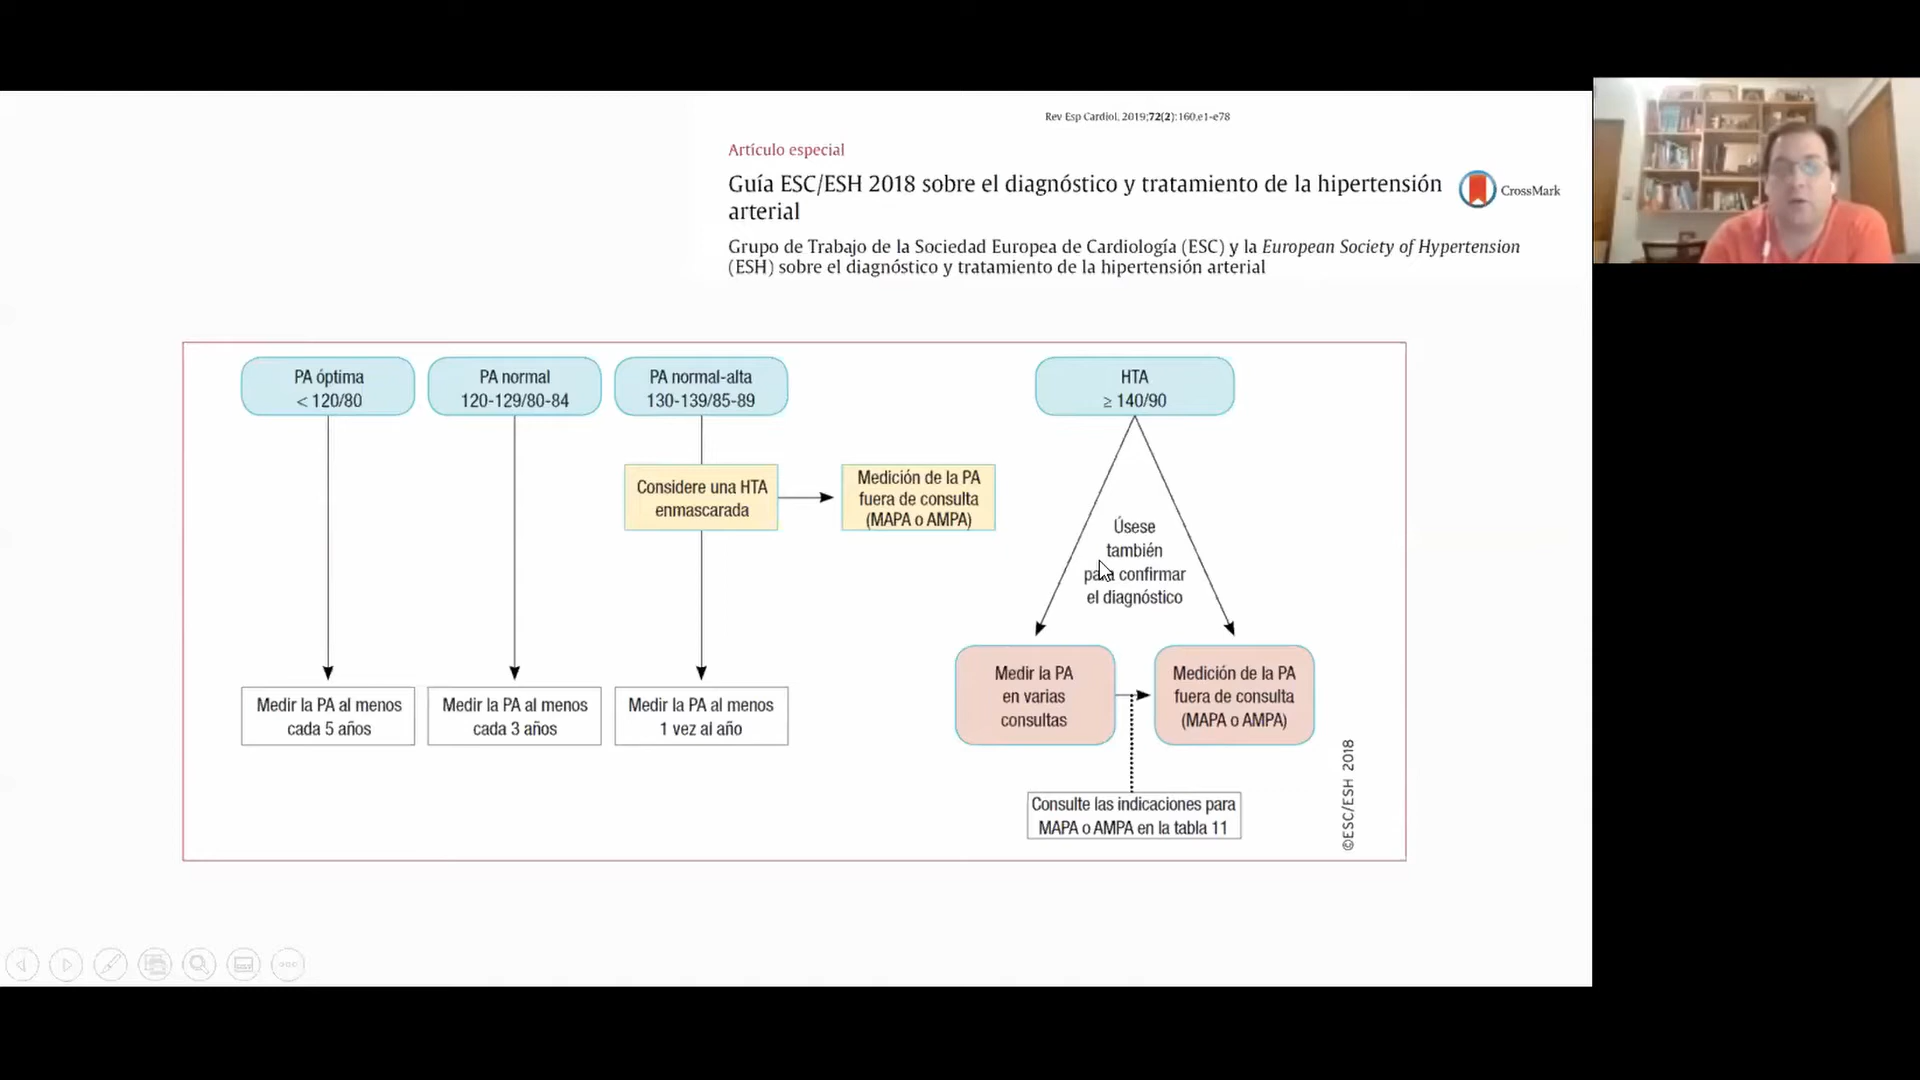 Rev Esp Cardiol. 2019;72(2):160.e1-e78
Artículo especial
Guía ESC/ESH 2018 sobre el diagnóstico y tratamiento de la hipertensión
arterial
CrossMark
Grupo de Trabajo de la Sociedad Europea de Cardiología (ESC) y la European Society of Hypertension
(ESH) sobre el diagnóstico y tratamiento de la hipertensión arterial
PA óptima
< 120/80
PA normal
120-129/80-84
PA normal-alta
130-139/85-89
HTA
≥ 140/90
Considere una HTA
enmascarada
Medición de la PA
fuera de consulta
(MAPA o AMPA)
Úsese
también
para confirmar
el diagnóstico
Medir la PA al menos
cada 5 años
Medir la PA al menos
cada 3 años
Medir la PA al menos
1 vez al año
Medir la PA
en varias
consultas
Medición de la PA
fuera de consulta
(MAPA o AMPA)
Consulte las indicaciones para
MAPA o AMPA en la tabla 11
©ESC/ESH 2018